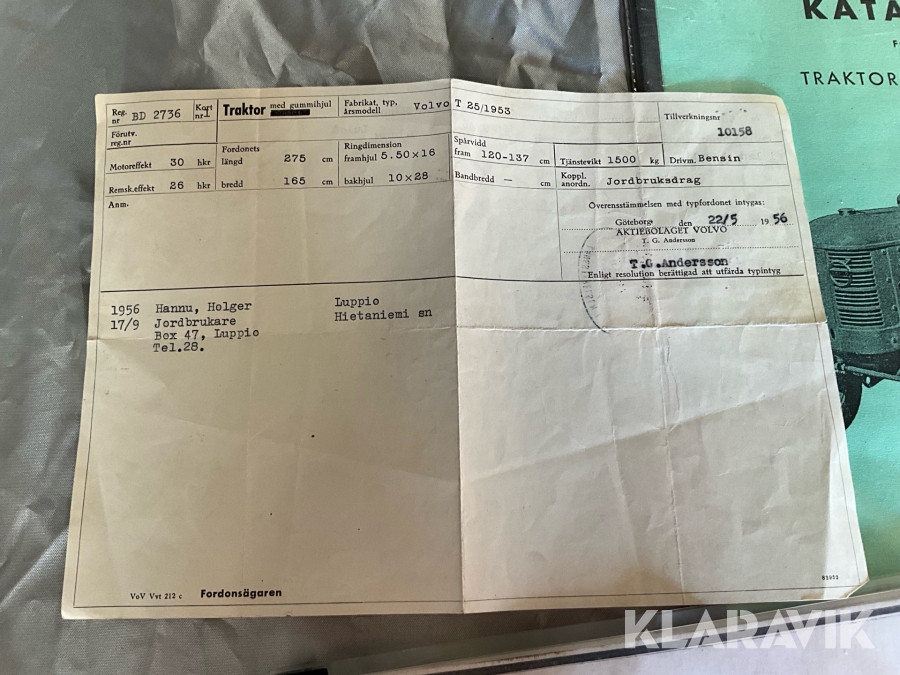 KATA
TRAKTOR
Reg. nr BD 2736
Kort nr 1
Traktor med gummihjul
Fabrikat, typ, årsmodell Volvo T 25/1953
Tillverkningsnr 10158
Förutv. reg.nr
Motoreffekt 30 hkr
Fordonets längd 275 cm
Ringdimension framhjul 5.50×16
Spårvidd fram 120-137 cm
Tjänstevikt 1500 kg
Drivm. Bensin
Remsk.effekt 26 hkr
bredd 165 cm
bakhjul 10×28
Bandbredd — cm
Koppl. anordn. Jordbruksdrag
Anm.
Överensstämmelsen med typfordonet intygas:
Göteborg den 22/5 1956
AKTIEBOLAGET VOLVO
T. G. Andersson
T.G.Andersson
Enligt resolution berättigad att utfärda typintyg
1956 Hannu, Holger Luppio
17/9 Jordbrukare Hietaniemi sn
Box 47, Luppio
Tel.28.
VoV Vvt 212 c Fordonsägaren
KLARAVIK